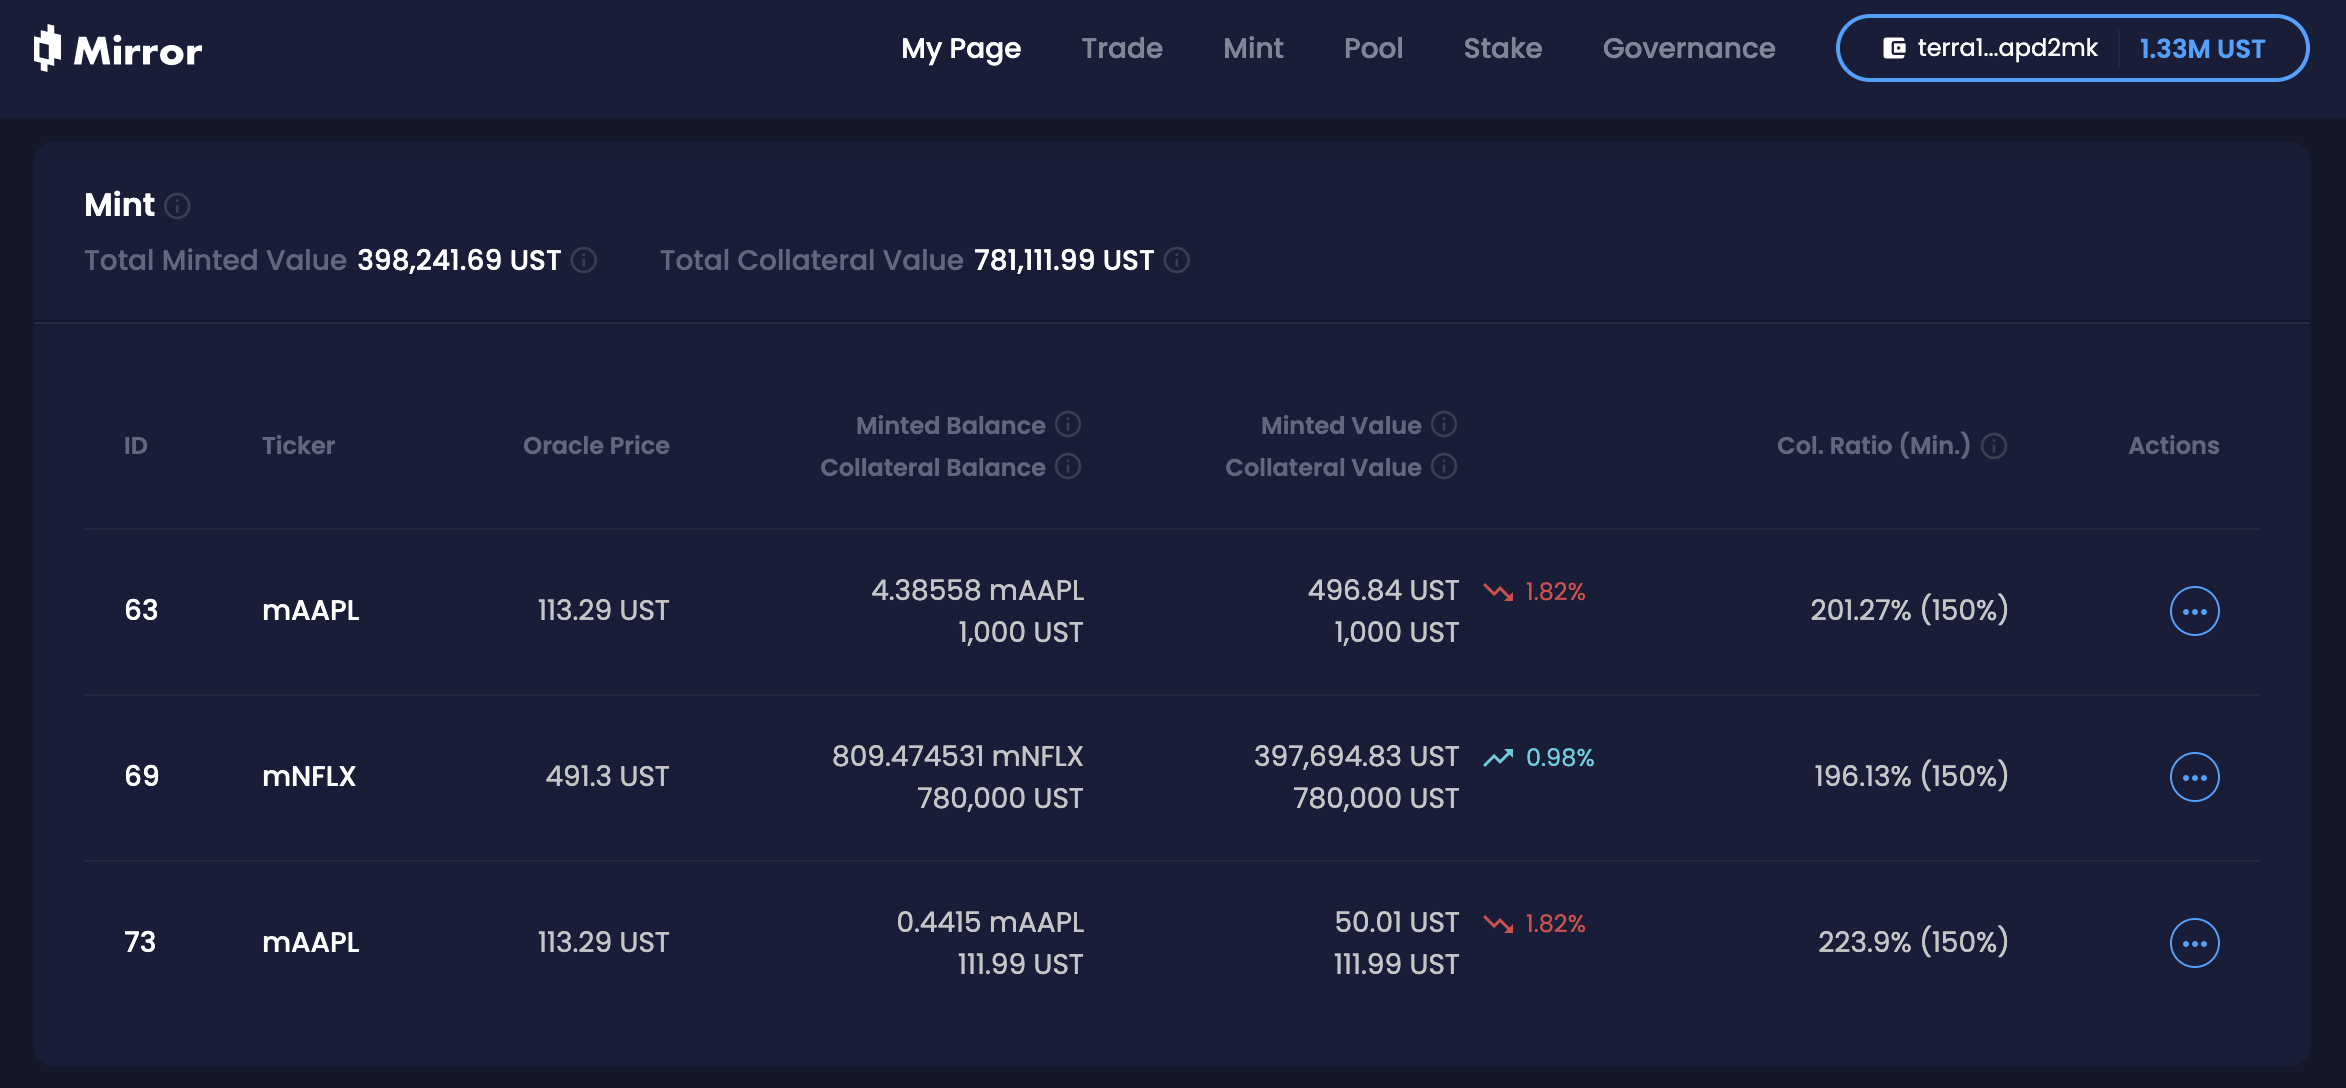 Mirror
My Page Trade Mint Pool Stake Governance terra1...apd2mk 1.33M UST
Mint
Total Minted Value 398,241.69 UST Total Collateral Value 781,111.99 UST
ID Ticker Oracle Price Minted Balance Collateral Balance Minted Value Collateral Value Col. Ratio (Min.) Actions
63 mAAPL 113.29 UST 4.38558 mAAPL 496.84 UST 1.82% 201.27% (150%)
1,000 UST 1,000 UST
69 mNFLX 491.3 UST 809.474531 mNFLX 397,694.83 UST 0.98% 196.13% (150%)
780,000 UST 780,000 UST
73 mAAPL 113.29 UST 0.4415 mAAPL 50.01 UST 1.82% 223.9% (150%)
111.99 UST 111.99 UST